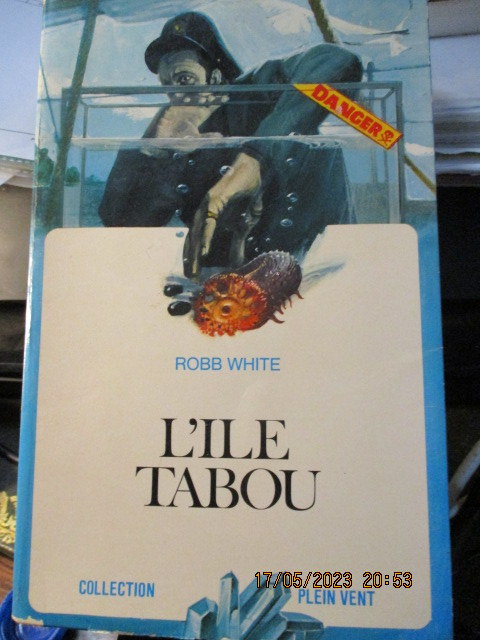 DANGER
ROBB WHITE
L'ILE
TABOU
17/05/2023 20:53
COLLECTION
PLEIN VENT